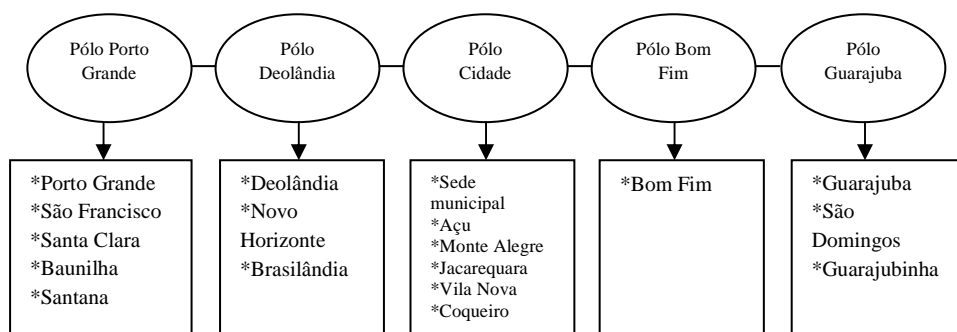 Pólo Porto
Grande
Pólo
Deolândia
Pólo
Cidade
Pólo Bom
Fim
Pólo
Guarajuba
*Porto Grande
*São Francisco
*Santa Clara
*Baunilha
*Santana
*Deolândia
*Novo
Horizonte
*Brasilândia
*Sede
municipal
*Açu
*Monte Alegre
*Jacarequara
*Vila Nova
*Coqueiro
*Bom Fim
*Guarajuba
*São
Domingos
*Guarajubinha